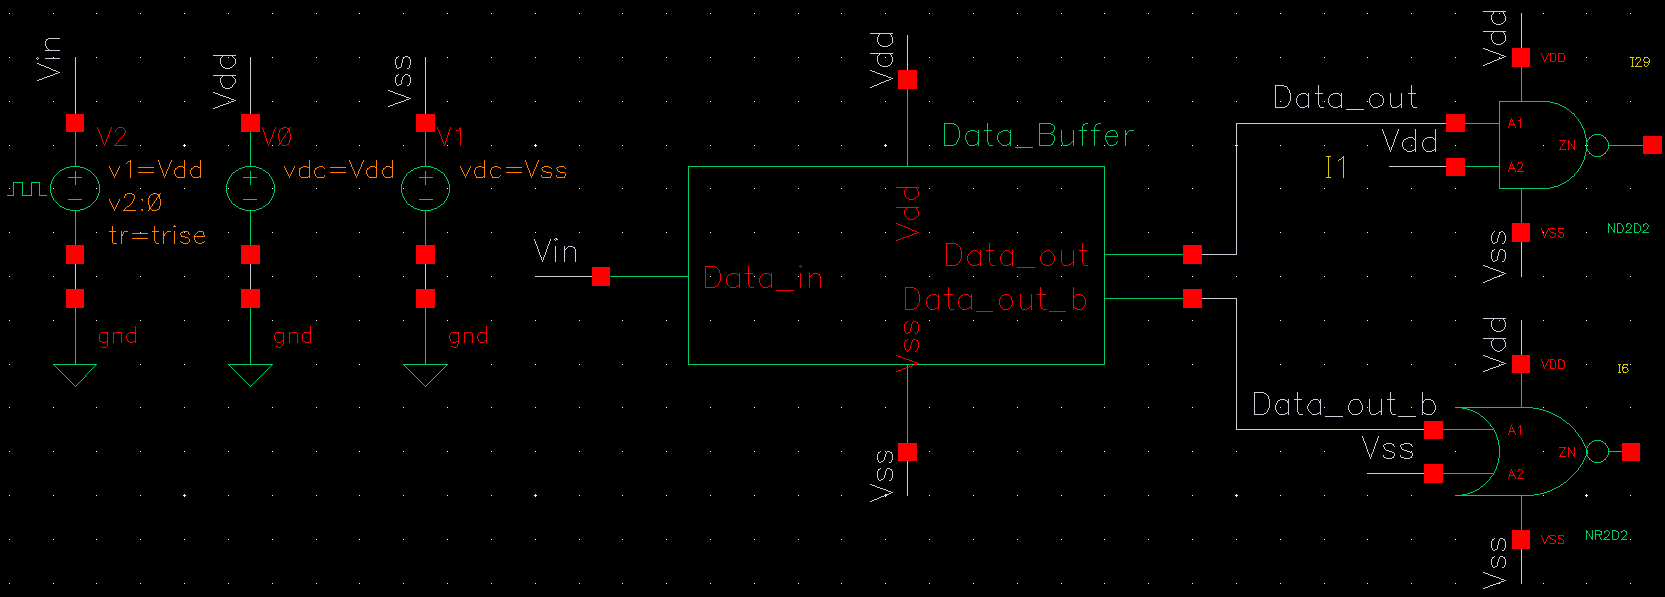 Vin
V2
v1=Vdd
v2:0
tr=trise
gnd
Vdd
V0
vdc=Vdd
gnd
Vss
V1
vdc=Vss
gnd
Vdd
Data_Buffer
I1
Vin
Data_in
Vdd
Data_out
Data_out_b
Vss
Vss
Data_out
Vdd
Vdd
VDD
I29
A1
A2
ZN
VSS
ND2D2
Vss
Data_out_b
Vss
Vdd
VDD
I6
A1
A2
ZN
VSS
NR2D2
Vss